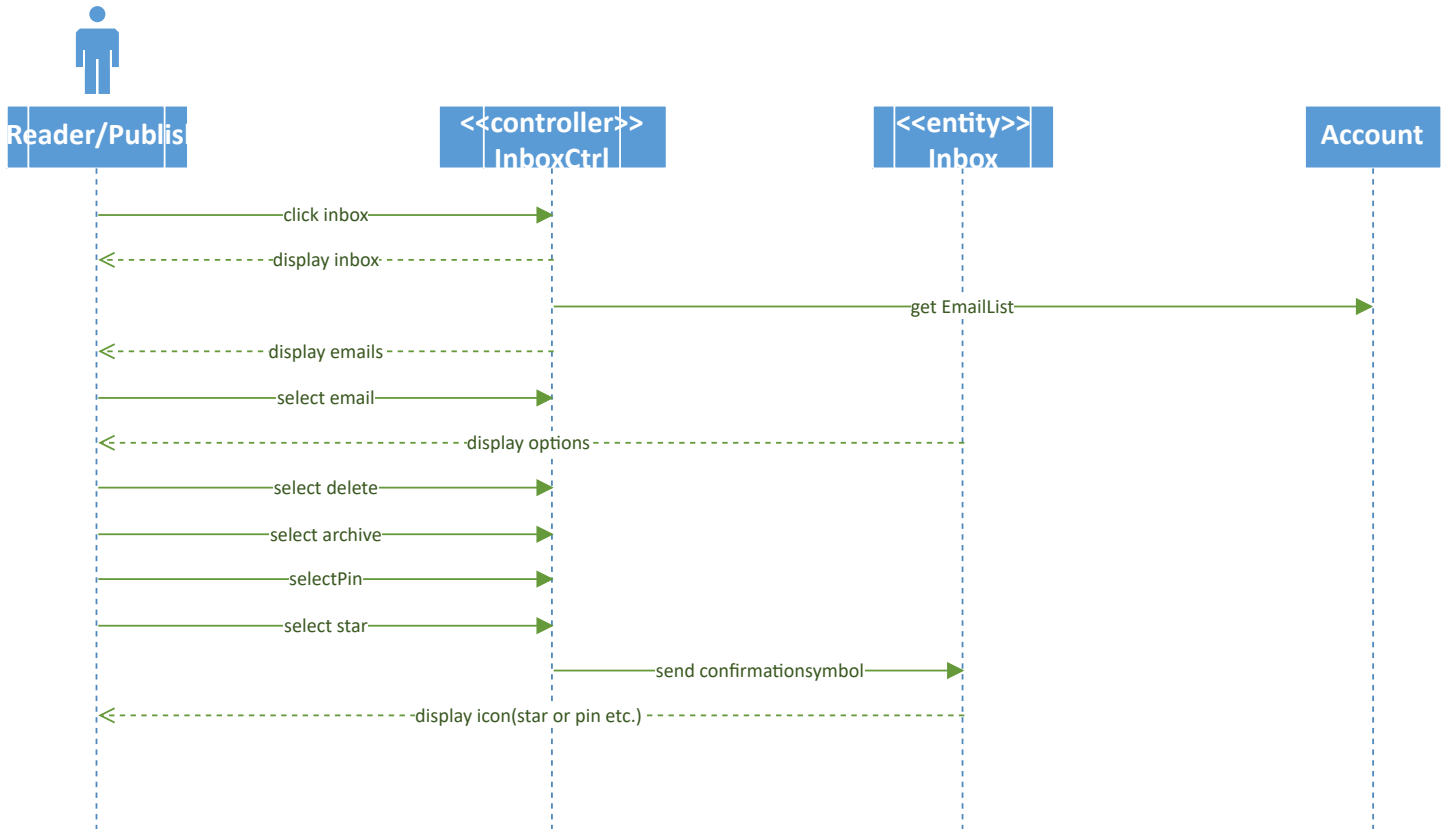 Reader/Publis
<<controller>>
InboxCtrl
<<entity>>
Inbox
Account
click inbox
display inbox
get EmailList
display emails
select email
display options
select delete
select archive
selectPin
select star
send confirmationsymbol
display icon(star or pin etc.)